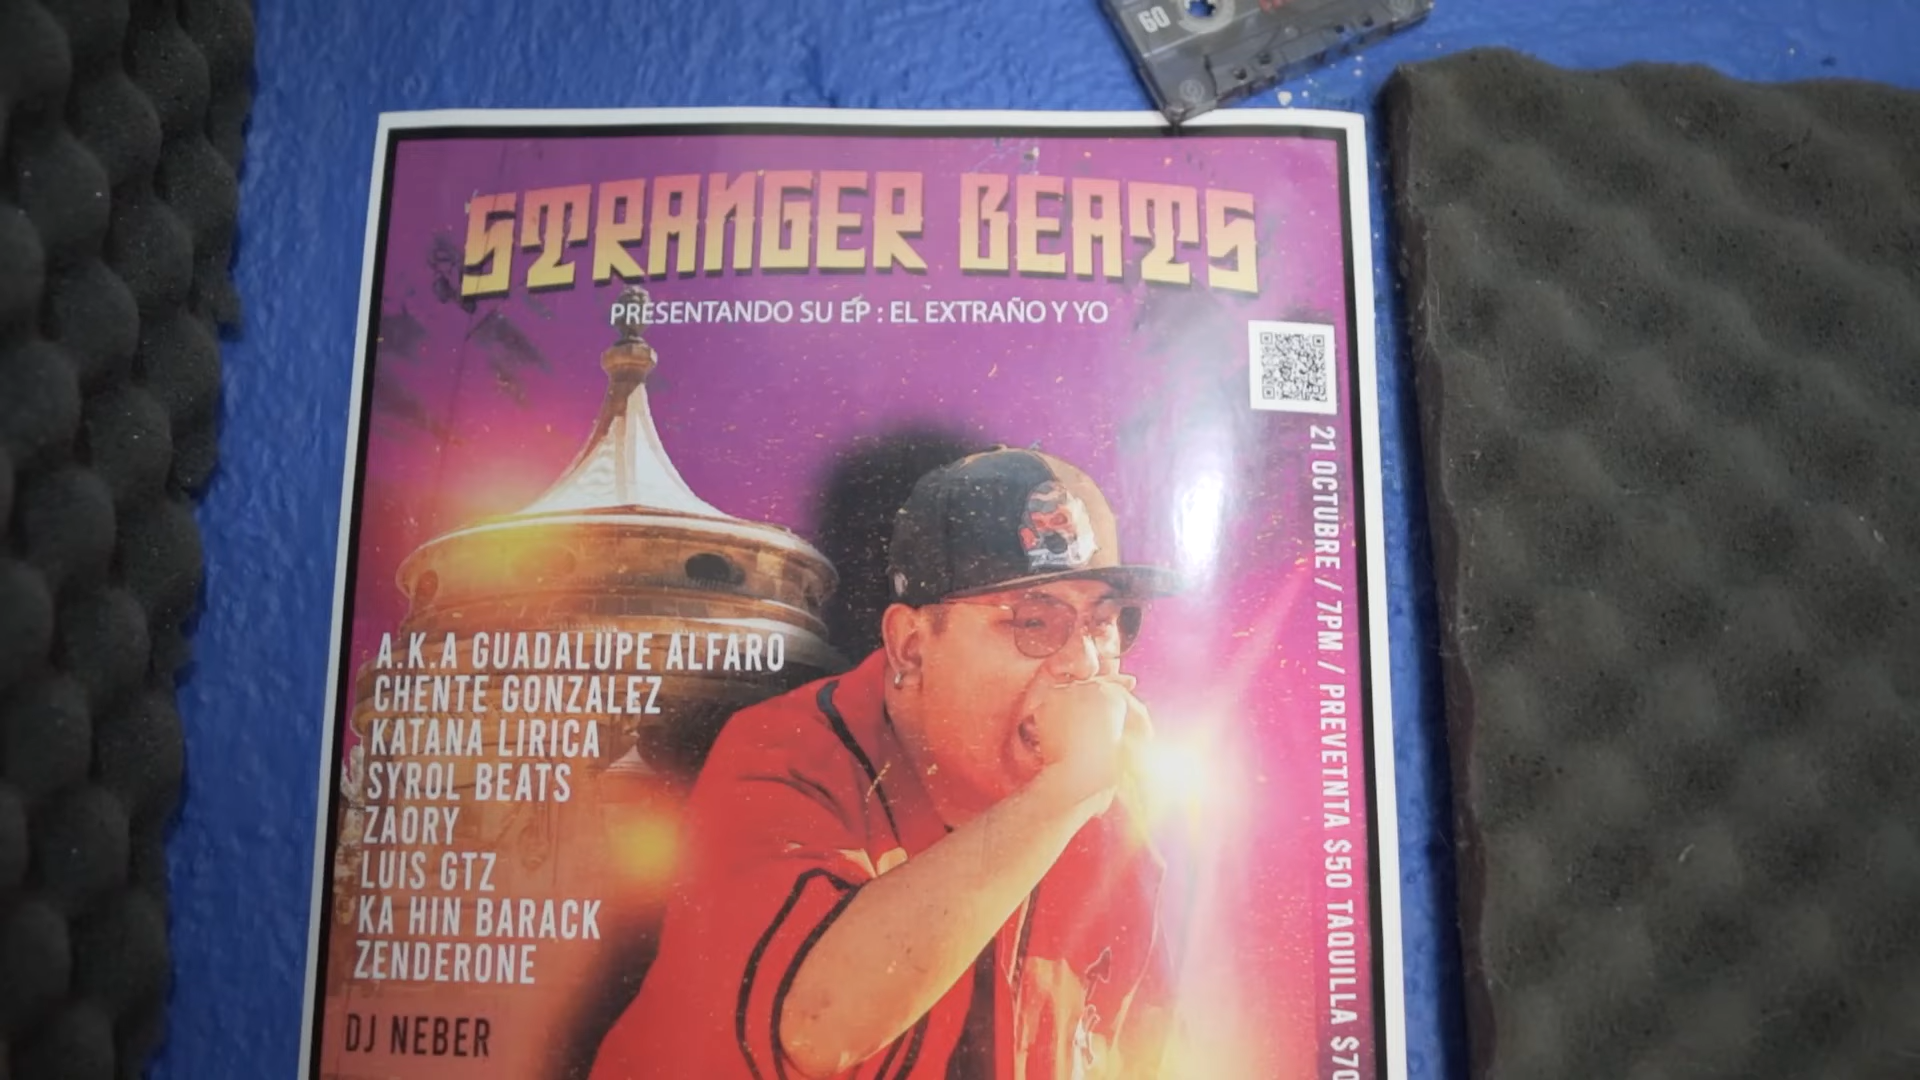 60
STRANGER BEATS
PRESENTANDO SU EP : EL EXTRAÑO Y YO
21 OCTUBRE / 7PM / PREVETNTA $50 TAQUILLA $70
A.K.A GUADALUPE ALFARO
CHENTE GONZALEZ
KATANA LIRICA
SYROL BEATS
ZAORY
LUIS GTZ
KA HIN BARACK
ZENDERONE
DJ NEBER